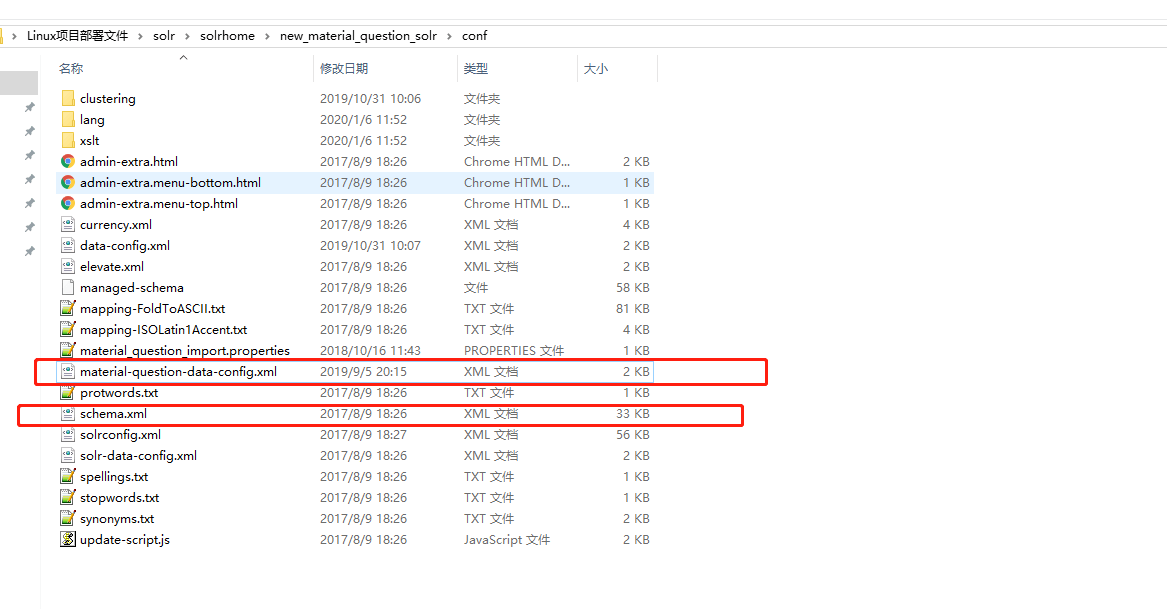 Linux项目部署文件 › solr › solrhome › new_material_question_solr › conf
名称 修改日期 类型 大小
clustering 2019/10/31 10:06 文件夹
lang 2020/1/6 11:52 文件夹
xslt 2020/1/6 11:52 文件夹
admin-extra.html 2017/8/9 18:26 Chrome HTML D... 2 KB
admin-extra.menu-bottom.html 2017/8/9 18:26 Chrome HTML D... 1 KB
admin-extra.menu-top.html 2017/8/9 18:26 Chrome HTML D... 1 KB
currency.xml 2017/8/9 18:26 XML 文档 4 KB
data-config.xml 2019/10/31 10:07 XML 文档 2 KB
elevate.xml 2017/8/9 18:26 XML 文档 2 KB
managed-schema 2017/8/9 18:26 文件 58 KB
mapping-FoldToASCII.txt 2017/8/9 18:26 TXT 文件 81 KB
mapping-ISOLatin1Accent.txt 2017/8/9 18:26 TXT 文件 4 KB
material_question_import.properties 2018/10/16 11:43 PROPERTIES 文件 1 KB
material-question-data-config.xml 2019/9/5 20:15 XML 文档 2 KB
protwords.txt 2017/8/9 18:26 TXT 文件 1 KB
schema.xml 2017/8/9 18:26 XML 文档 33 KB
solrconfig.xml 2017/8/9 18:27 XML 文档 56 KB
solr-data-config.xml 2017/8/9 18:26 XML 文档 2 KB
spellings.txt 2017/8/9 18:26 TXT 文件 1 KB
stopwords.txt 2017/8/9 18:26 TXT 文件 1 KB
synonyms.txt 2017/8/9 18:26 TXT 文件 2 KB
update-script.js 2017/8/9 18:26 JavaScript 文件 2 KB